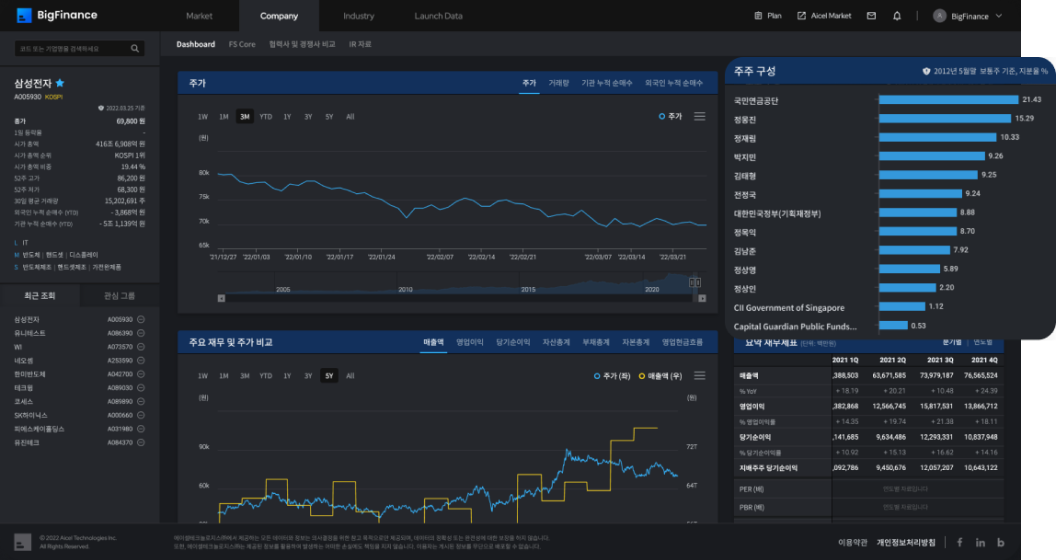 BigFinance
Market
Company
Industry
Launch Data
Plan
Aicel Market
BigFinance
코드 또는 기업명을 검색하세요
Dashboard
FS Core
협력사 및 경쟁사 비교
IR 자료
삼성전자
A005930 KOSPI
2022.03.25 기준
종가 69,800 원
1일 등락률 -
시가 총액 416조 6,908억 원
시가 총액 순위 KOSPI 1위
시가 총액 비중 19.44 %
52주 고가 86,200 원
52주 저가 68,300 원
30일 평균 거래량 15,202,691 주
외국인 누적 순매수 (YTD) - 3,868억 원
기관 누적 순매수 (YTD) - 5조 1,139억 원
L IT
M 반도체 | 핸드셋 | 디스플레이
S 반도체제조 | 핸드셋제조 | 가전완제품
최근 조회
관심 그룹
삼성전자 A005930
유니테스트 A086390
WI A073570
네오셈 A253590
한미반도체 A042700
테크윙 A089030
코세스 A089890
SK하이닉스 A000660
피에스케이홀딩스 A031980
유진테크 A084370
주가
주가 거래량 기관 누적 순매수 외국인 누적 순매수
1W 1M 3M YTD 1Y 3Y 5Y All
주가
(원)
80k
75k
70k
65k
'21/12/27 '22/01/03 '22/01/10 '22/01/17 '22/01/24 '22/02/07 '22/02/14 '22/02/21 '22/03/07 '22/03/14 '22/03/21
2005 2010 2015 2020
주요 재무 및 주가 비교
매출액 영업이익 당기순이익 자산총계 부채총계 자본총계 영업현금흐름
1W 1M 3M YTD 1Y 3Y 5Y All
주가 (좌) 매출액 (우)
(원) (원)
90k 72T
60k 64T
주주 구성
2012년 5월말 보통주 기준, 지분율 %
국민연금공단 21.43
정몽진 15.29
정재림 10.33
박지민 9.26
김태형 9.25
전정국 9.24
대한민국정부(기획재정부) 8.88
정목익 8.70
김남준 7.92
정상영 5.89
정상인 2.20
CII Government of Singapore 1.12
Capital Guardian Public Funds... 0.53
요약 재무제표 (단위: 백만원)
분기별 | 연도별
2021 1Q 2021 2Q 2021 3Q 2021 4Q
매출액 ,388,503 63,671,585 73,979,187 76,565,524
% YoY + 18.19 + 20.21 + 10.48 + 24.39
영업이익 ,382,868 12,566,745 15,817,531 13,866,712
% 영업이익률 + 14.35 + 19.74 + 21.38 + 18.11
당기순이익 ,141,685 9,634,486 12,293,331 10,837,948
% 당기순이익률 + 10.92 + 15.13 + 16.62 + 14.16
지배주주 당기순이익 ,092,786 9,450,676 12,057,207 10,643,122
PER (배) 연도별 자료입니다
PBR (배)
© 2022 Aicel Technologies Inc.
All Rights Reserved.
이용약관 개인정보처리방침